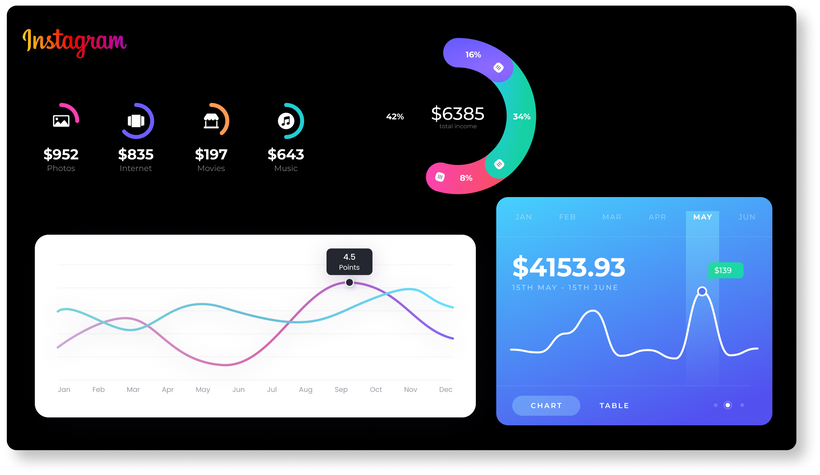 Instagram
$952
Photos
$835
Internet
$197
Movies
$643
Music
16%
42%
$6385
total income
34%
8%
4.5
Points
Jan Feb Mar Apr May Jun Jul Aug Sep Oct Nov Dec
JAN FEB MAR APR MAY JUN
$4153.93
15TH MAY - 15TH JUNE
$139
CHART TABLE